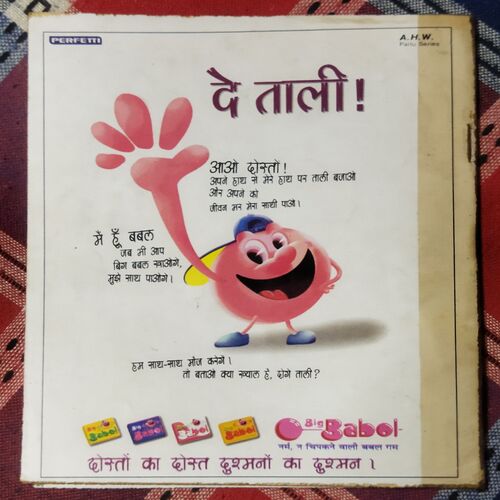 PERFETTI
A.H.W.
Fairu Series
दे ताली!
आओ दोस्तों!
अपने हाथ से मेरे हाथ पर ताली बजाओ
और अपने को
जीवन भर मेरा साथी पाओ।
मैं हूँ बबल
जब भी आप
बिग बबल खाओगे,
मुझे साथ पाओगे।
हम साथ-साथ मौज करेंगे।
तो बताओ क्या ख्याल है, दोगे ताली?
Big Babol
नर्म, न चिपकने वाली बबल गम
दोस्तों का दोस्त दुश्मनों का दुश्मन।